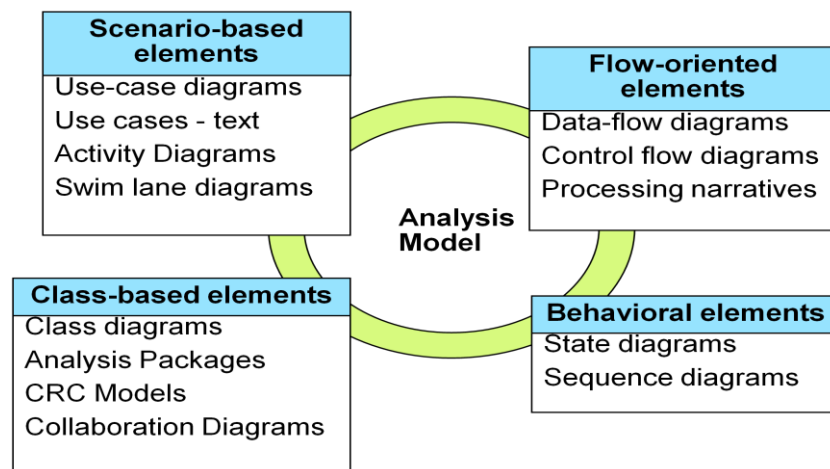 Scenario-based
elements
Use-case diagrams
Use cases - text
Activity Diagrams
Swim lane diagrams
Flow-oriented
elements
Data-flow diagrams
Control flow diagrams
Processing narratives
Analysis
Model
Class-based elements
Class diagrams
Analysis Packages
CRC Models
Collaboration Diagrams
Behavioral elements
State diagrams
Sequence diagrams